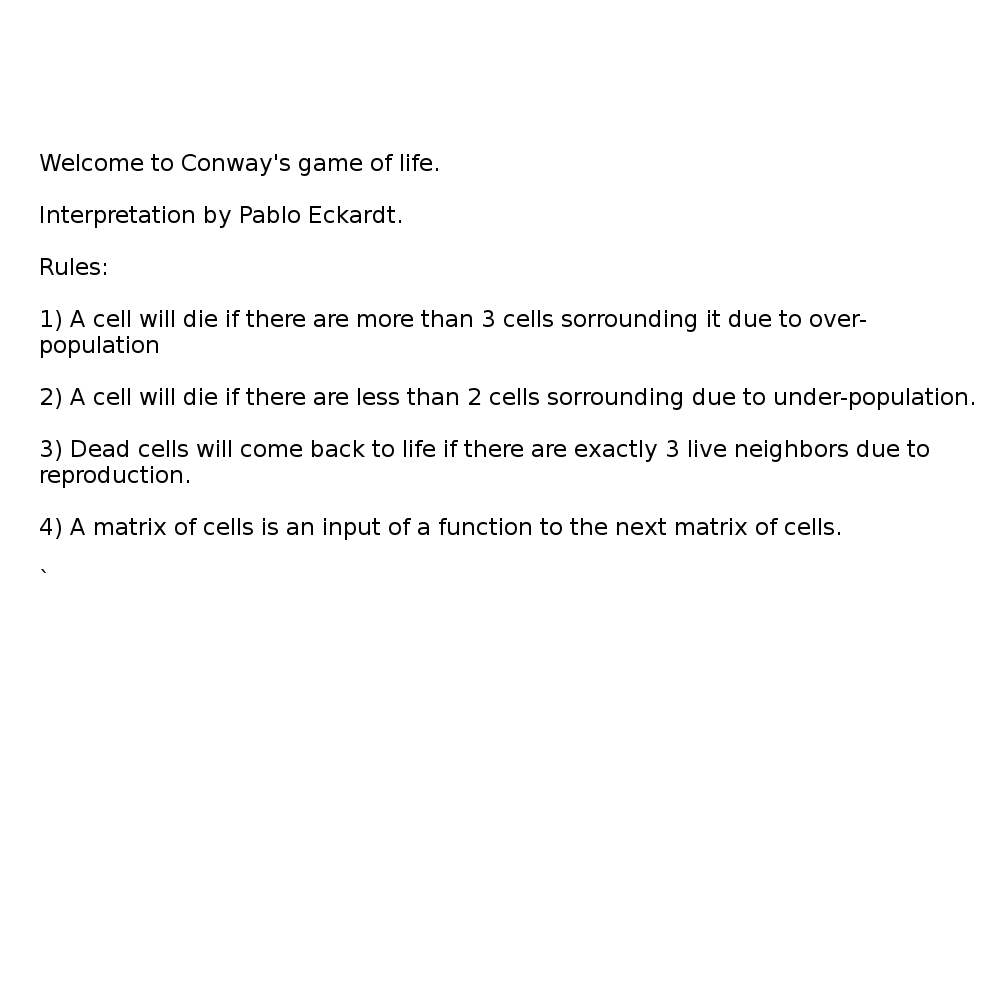 Welcome to Conway's game of life.
Interpretation by Pablo Eckardt.
Rules:
1) A cell will die if there are more than 3 cells sorrounding it due to over-
population
2) A cell will die if there are less than 2 cells sorrounding due to under-population.
3) Dead cells will come back to life if there are exactly 3 live neighbors due to
reproduction.
4) A matrix of cells is an input of a function to the next matrix of cells.
`